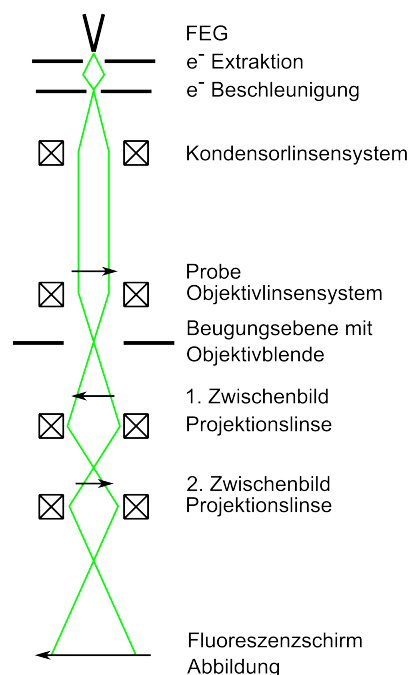 FEG
e- Extraktion
e- Beschleunigung
Kondensorlinsensystem
Probe
Objektivlinsensystem
Beugungsebene mit
Objektivblende
1. Zwischenbild
Projektionslinse
2. Zwischenbild
Projektionslinse
Fluoreszenzschirm
Abbildung